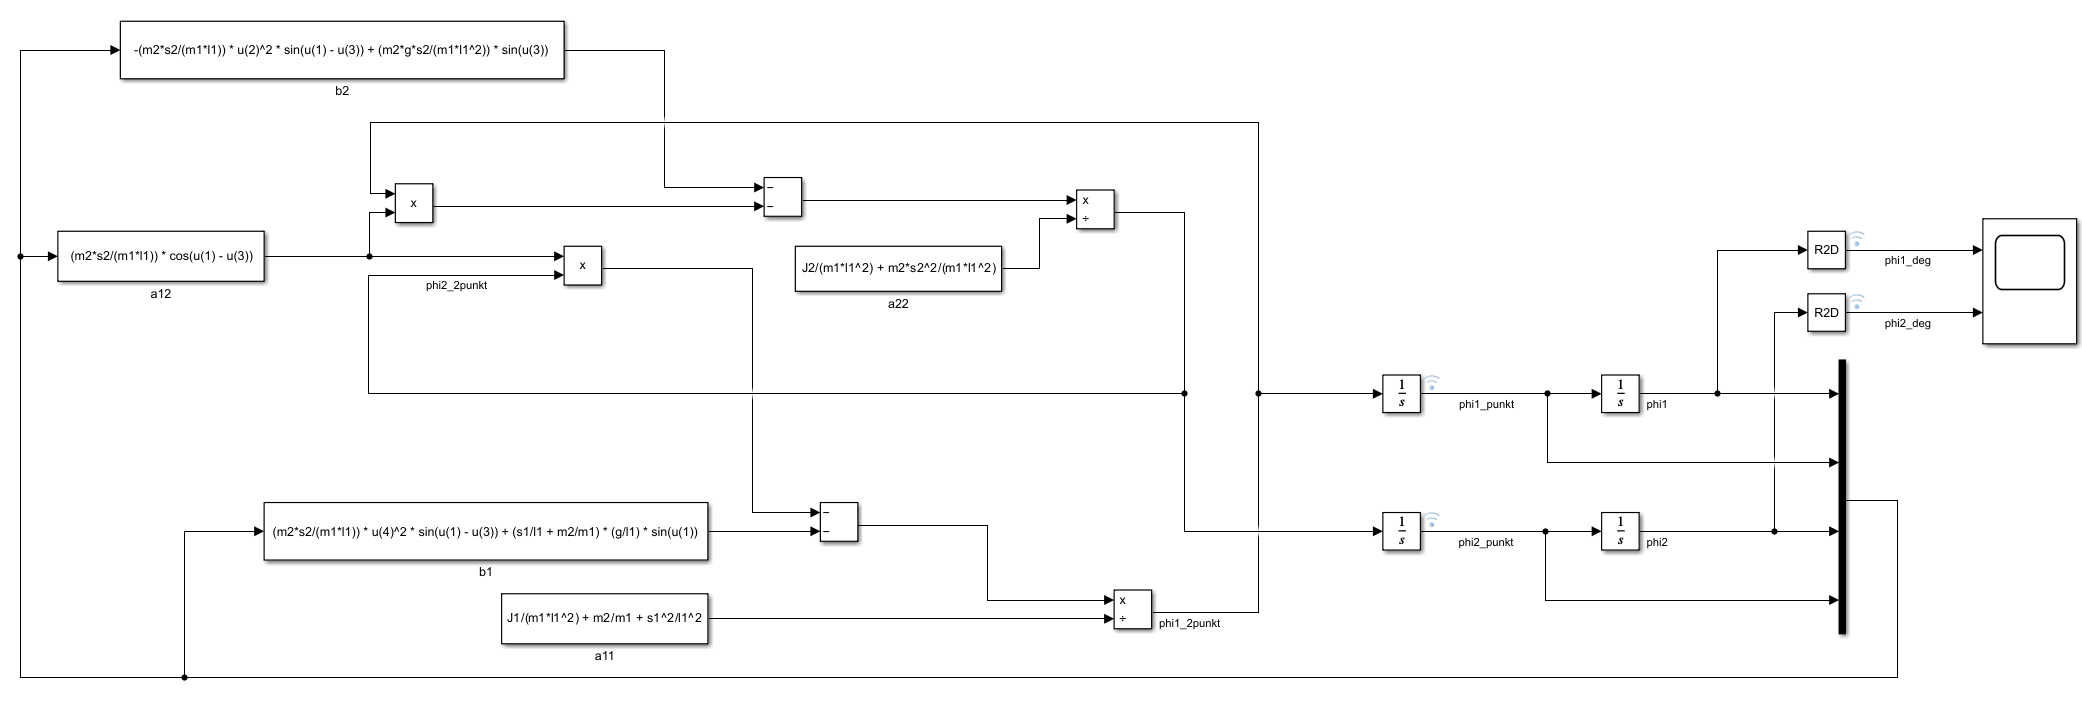 -(m2*s2/(m1*l1)) * u(2)^2 * sin(u(1) - u(3)) + (m2*g*s2/(m1*l1^2)) * sin(u(3))
b2
x
−
−
x
÷
(m2*s2/(m1*l1)) * cos(u(1) - u(3))
a12
x
phi2_2punkt
J2/(m1*l1^2) + m2*s2^2/(m1*l1^2)
a22
R2D
phi1_deg
R2D
phi2_deg
1
s
phi1_punkt
1
s
phi1
(m2*s2/(m1*l1)) * u(4)^2 * sin(u(1) - u(3)) + (s1/l1 + m2/m1) * (g/l1) * sin(u(1))
b1
−
−
1
s
phi2_punkt
1
s
phi2
J1/(m1*l1^2) + m2/m1 + s1^2/l1^2
a11
x
÷
phi1_2punkt